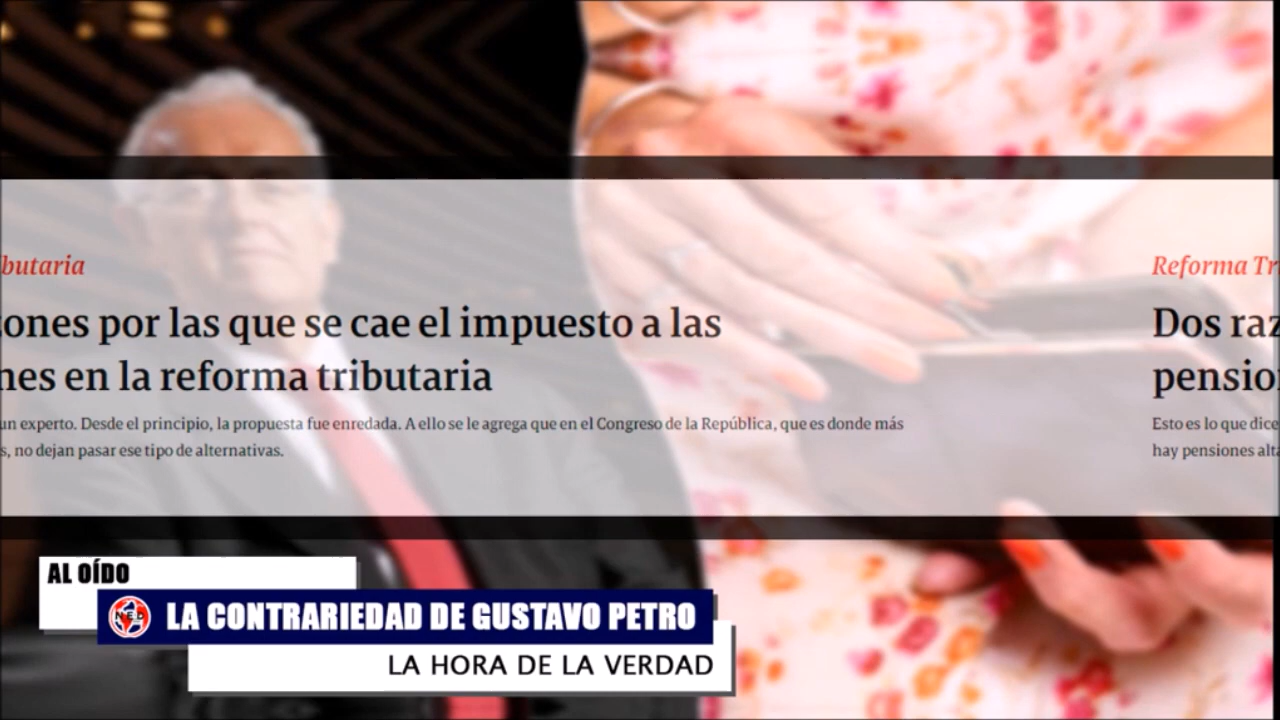 butaria
ones por las que se cae el impuesto a las
nes en la reforma tributaria
un experto. Desde el principio, la propuesta fue enredada. A ello se le agrega que en el Congreso de la República, que es donde más
s, no dejan pasar ese tipo de alternativas.
Reforma Tr
Dos raz
pensio
Esto es lo que dice
hay pensiones alt
AL OÍDO
LA CONTRARIEDAD DE GUSTAVO PETRO
LA HORA DE LA VERDAD